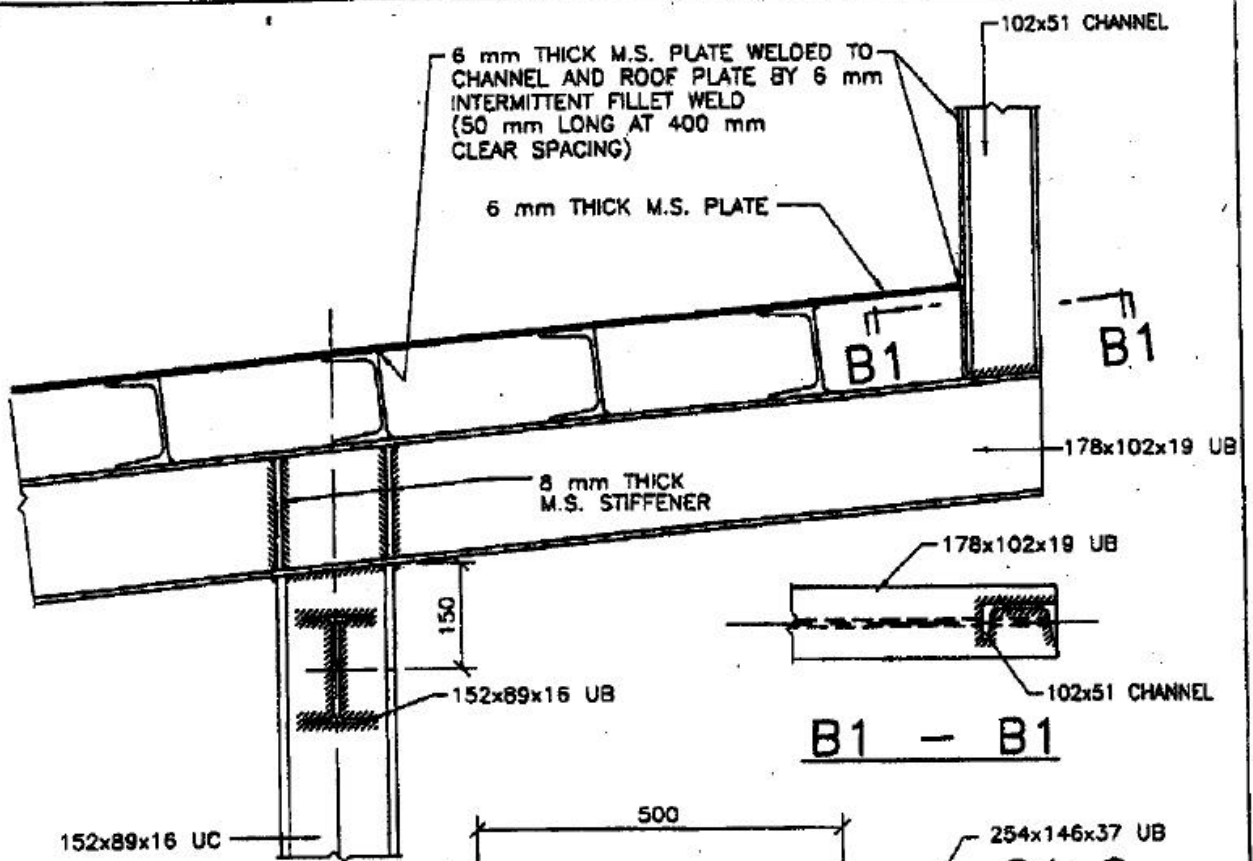 102x51 CHANNEL
6 mm THICK M.S. PLATE WELDED TO
CHANNEL AND ROOF PLATE BY 6 mm
INTERMITTENT FILLET WELD
(50 mm LONG AT 400 mm
CLEAR SPACING)
6 mm THICK M.S. PLATE
B1
B1
178x102x19 UB
8 mm THICK
M.S. STIFFENER
178x102x19 UB
150
152x89x16 UB
102x51 CHANNEL
B1 - B1
500
152x89x16 UC
254x146x37 UB